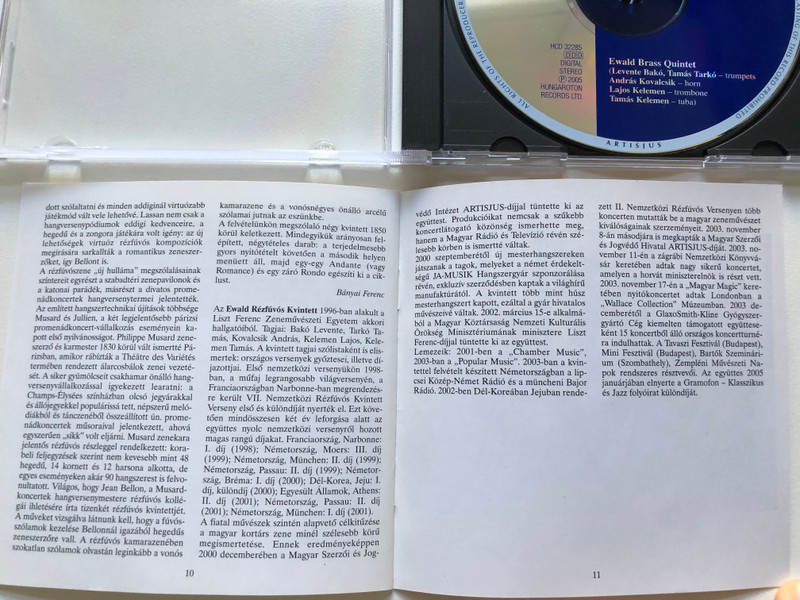 ALL RIGHTS OF THE REPRODUCER
TING OF THIS RECORD PROHIBITED
HCD 32285
DDD
DIGITAL
STEREO
Ⓟ 2005
HUNGAROTON
RECORDS LTD.
Ewald Brass Quintet
(Levente Bakó, Tamás Tarkó – trumpets
András Kovalcsik – horn
Lajos Kelemen – trombone
Tamás Kelemen – tuba)
ARTISJUS
dott szólaltatni és minden addiginál virtuózabb
játékmód vált vele lehetővé. Lassan nem csak a
hangversenypódiumok eddigi kedvenceire, a
hegedű és a zongora játékára volt igény: az új
lehetőségek virtuóz rézfúvós kompozíciók
megírására sarkallták a romantikus zeneszer-
zőket, így Bellont is.
A rézfúvószene „új hulláma” megszólalásainak
színtereit egyrészt a szabadtéri zenepavilonok és
a katonai parádék, másrészt a divatos prome-
nádkoncertek hangversenytermei jelentették.
Az említett hangszertechnikai újítások többsége
Musard és Jullien, a két legjelentősebb párizsi
promenádkoncert-vállalkozás eseményein ka-
pott első nyilvánosságot. Philippe Musard zene-
szerző és karmester 1830 körül vált ismertté Pá-
rizsban, amikor rábízták a Théâtre des Variétés
termében rendezett álarcosbálok zenei vezeté-
sét. A siker gyümölcseit csakhamar önálló hang-
versenyvállalkozással igyekezett learatni: a
Champs-Élysées színházban olcsó jegyárakkal
és állójegyekkel populárissá tett, népszerű meló-
diákból és tánczenéből összeállított ún. prome-
nádkoncertek műsoraival jelentkezett, ahová
egyszerűen „sikk” volt eljárni. Musard zenekara
jelentős rézfúvós részleggel rendelkezett: kora-
beli feljegyzések szerint nem kevesebb mint 48
hegedű, 14 kornett és 12 harsona alkotta, de
egyes eseményeken akár 90 hangszerest is felvo-
nultatott. Világos, hogy Jean Bellon, a Musard-
koncertek hangversenymestere rézfúvós kollé-
gái ihletésére írta tizenkét rézfúvós kvintettjét.
A műveket vizsgálva látnunk kell, hogy a fúvós-
szólamok kezelése Bellonnál igazából hegedűs
zeneszerzőre vall. A rézfúvós kamarazenében
szokatlan szólamok olvastán leginkább a vonós
kamarazene és a vonósnégyes önálló arcélű
szólamai jutnak az eszünkbe.
A felvételünkön megszólaló négy kvintett 1850
körül keletkezett. Mindegyikük arányosan fel-
épített, négytételes darab: a terjedelmesebb
gyors nyitótételt követően a második helyen
menüett áll, majd egy-egy Andante (vagy
Romance) és egy záró Rondo egészíti ki a cik-
lust.
Bányai Ferenc
Az Ewald Rézfúvós Kvintett 1996-ban alakult a
Liszt Ferenc Zeneművészeti Egyetem akkori
hallgatóiból. Tagjai: Bakó Levente, Tarkó Ta-
más, Kovalcsik András, Kelemen Lajos, Kele-
men Tamás. A kvintett tagjai szólistaként is elis-
mertek: országos versenyek győztesei, illetve dí-
jazottjai. Első nemzetközi versenyükön 1998-
ban, a műfaj legrangosabb világversenyén, a
Franciaországban Narbonne-ban megrendezés-
re került VII. Nemzetközi Rézfúvós Kvintett
Verseny első és különdíját nyerték el. Ezt köve-
tően mindösszesen két év leforgása alatt az
együttes nyolc nemzetközi versenyről hozott
magas rangú díjakat. Franciaország, Narbonne:
I. díj (1998); Németország, Moers: III. díj
(1999); Németország, München: II. díj (1999);
Németország, Passau: II. díj (1999); Németor-
szág, Bréma: I. díj (2000); Dél-Korea, Jeju: I.
díj, különdíj (2000); Egyesült Államok, Athens:
II. díj (2001); Németország, Passau: II. díj
(2001); Németország, München: I. díj (2001).
A fiatal művészek szintén alapvető célkitűzése
a magyar kortárs zene minél szélesebb körű
megismertetése. Ennek eredményeképpen
2000 decemberében a Magyar Szerzői és Jog-
10
védő Intézet ARTISJUS-díjjal tüntette ki az
együttest. Produkcióikat nemcsak a szűkebb
koncertlátogató közönség ismerhette meg,
hanem a Magyar Rádió és Televízió révén szé-
lesebb körben is ismertté váltak.
2000 szeptemberétől új mesterhangszereken
játszanak a tagok, melyeket a német érdekelt-
ségű JA-MUSIK Hangszergyár szponzorálása
révén, exkluzív szerződésben kaptak a világhírű
manufaktúrától. A kvintett több mint húsz
mesterhangszert kapott, ezáltal a gyár hivatalos
művészeivé váltak. 2002. március 15-e alkalmá-
ból a Magyar Köztársaság Nemzeti Kulturális
Örökség Minisztériumának minisztere Liszt
Ferenc-díjjal tüntette ki az együttest.
Lemezeik: 2001-ben a „Chamber Music”,
2003-ban a „Popular Music”. 2003-ban a kvin-
tettel felvételt készített Németországban a lip-
csei Közép-Német Rádió és a müncheni Bajor
Rádió. 2002-ben Dél-Koreában Jejuban rende-
zett II. Nemzetközi Rézfúvós Versenyen több
koncerten mutatták be a magyar zeneművészet
kiválóságainak szerzeményeit. 2003. november
8-án másodjára is megkapták a Magyar Szerzői
és Jogvédő Hivatal ARTISJUS-díját. 2003. no-
vember 11-én a zágrábi Nemzetközi Könyvvá-
sár keretében adtak nagy sikerű koncertet,
amelyen a horvát miniszterelnök is részt vett.
2003. november 17-én a „Magyar Magic” kere-
tében nyitókoncertet adtak Londonban a
„Wallace Collection” Múzeumban. 2003 de-
cemberétől a GlaxoSmith-Kline Gyógyszer-
gyártó Cég kiemelten támogatott együttese-
ként 15 koncertből álló országos koncertturné-
ra indulhattak. A Tavaszi Fesztivál (Budapest),
Mini Fesztivál (Budapest), Bartók Szeminári-
um (Szombathely), Zempléni Művészeti Na-
pok rendszeres résztvevői. Az együttes 2005
januárjában elnyerte a Gramofon – Klasszikus
és Jazz folyóirat különdíját.
11